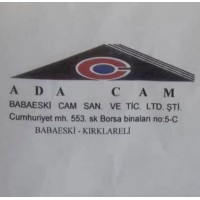 ADA CAM
BABAESKİ CAM SAN. VE TİC. LTD. ŞTİ.
Cumhuriyet mh. 553. sk Borsa binaları no:5-C
BABAESKİ - KIRKLARELİ